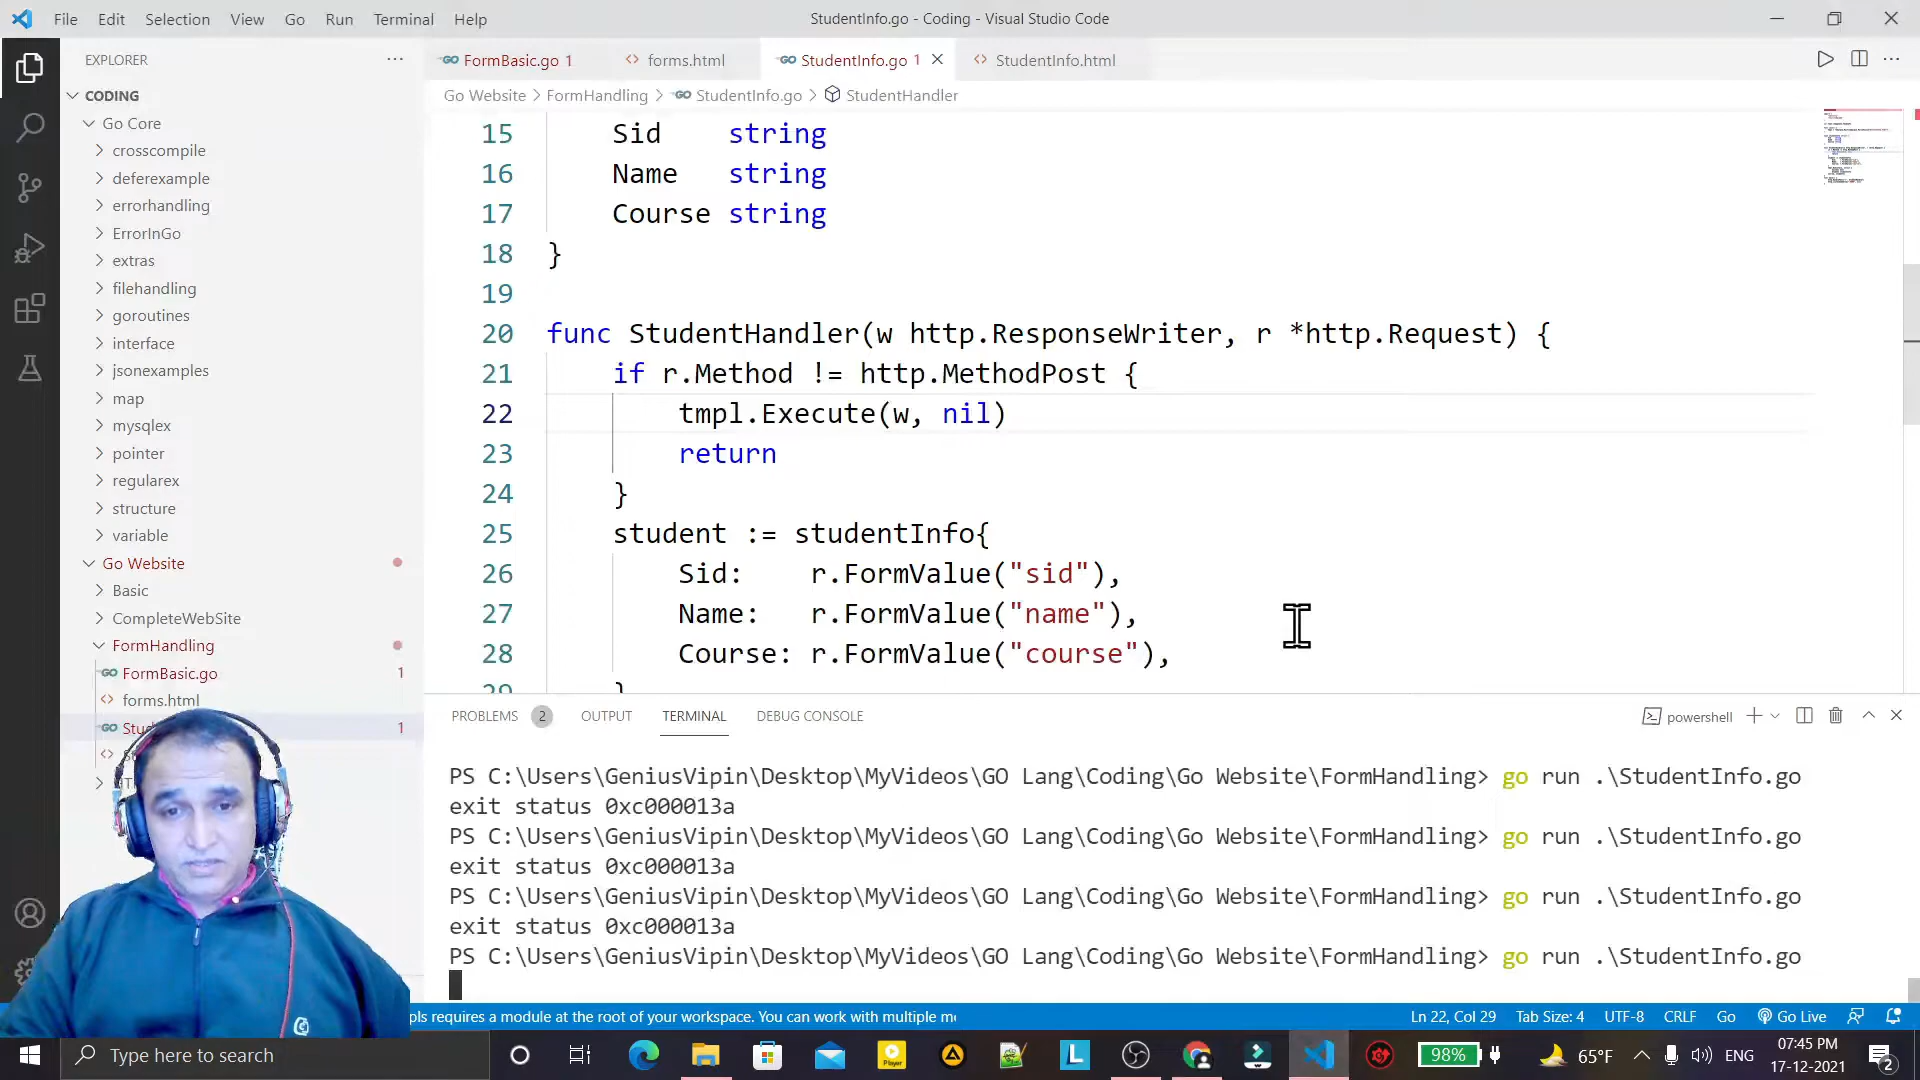 File Edit Selection View Go Run Terminal Help
StudentInfo.go - Coding - Visual Studio Code
EXPLORER
FormBasic.go 1
forms.html
StudentInfo.go 1
StudentInfo.html
Go Website > FormHandling > StudentInfo.go > StudentHandler
CODING
Go Core
crosscompile
deferexample
errorhandling
ErrorInGo
extras
filehandling
goroutines
interface
jsonexamples
map
mysqlex
pointer
regularex
structure
variable
Go Website
Basic
CompleteWebSite
FormHandling
FormBasic.go 1
forms.html
1
15 Sid string
16 Name string
17 Course string
18 }
19
20 func StudentHandler(w http.ResponseWriter, r *http.Request) {
21 if r.Method != http.MethodPost {
22 tmpl.Execute(w, nil)
23 return
24 }
25 student := studentInfo{
26 Sid: r.FormValue("sid"),
27 Name: r.FormValue("name"),
28 Course: r.FormValue("course"),
PROBLEMS 2 OUTPUT TERMINAL DEBUG CONSOLE
powershell
PS C:\Users\GeniusVipin\Desktop\MyVideos\GO Lang\Coding\Go Website\FormHandling> go run .\StudentInfo.go
exit status 0xc000013a
PS C:\Users\GeniusVipin\Desktop\MyVideos\GO Lang\Coding\Go Website\FormHandling> go run .\StudentInfo.go
exit status 0xc000013a
PS C:\Users\GeniusVipin\Desktop\MyVideos\GO Lang\Coding\Go Website\FormHandling> go run .\StudentInfo.go
exit status 0xc000013a
PS C:\Users\GeniusVipin\Desktop\MyVideos\GO Lang\Coding\Go Website\FormHandling> go run .\StudentInfo.go
requires a module at the root of your workspace. You can work with multiple
Ln 22, Col 29 Tab Size: 4 UTF-8 CRLF Go Go Live
Type here to search
98%
65°F
ENG
07:45 PM
17-12-2021
2